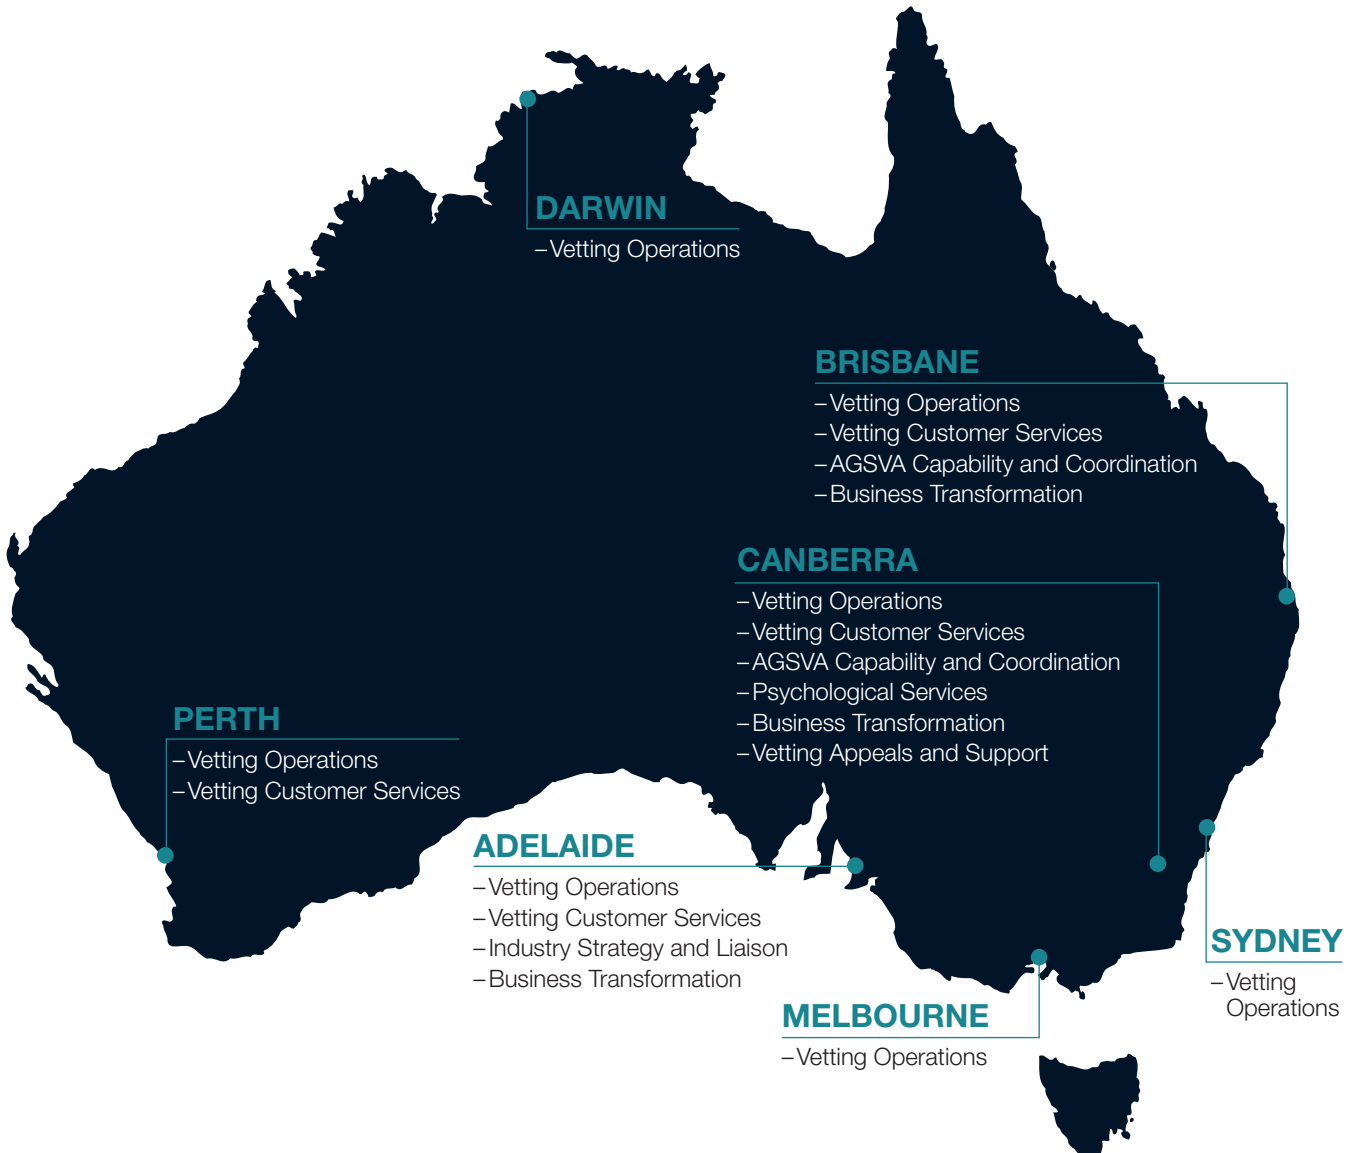 DARWIN
–Vetting Operations
BRISBANE
–Vetting Operations
–Vetting Customer Services
–AGSVA Capability and Coordination
–Business Transformation
CANBERRA
–Vetting Operations
–Vetting Customer Services
–AGSVA Capability and Coordination
–Psychological Services
–Business Transformation
–Vetting Appeals and Support
PERTH
–Vetting Operations
–Vetting Customer Services
ADELAIDE
–Vetting Operations
–Vetting Customer Services
–Industry Strategy and Liaison
–Business Transformation
SYDNEY
–Vetting
Operations
MELBOURNE
–Vetting Operations